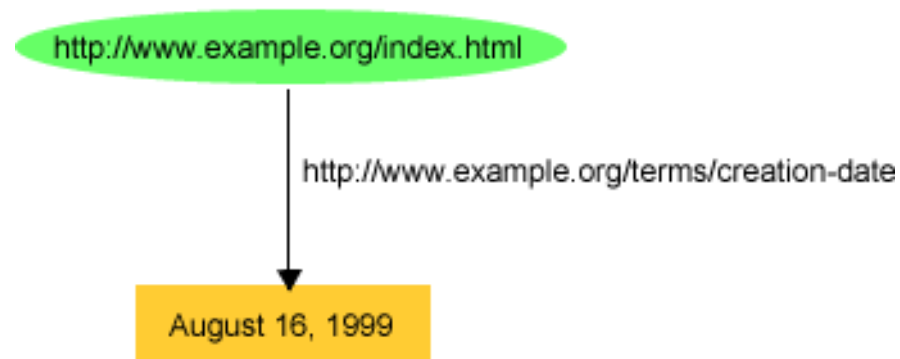 http://www.example.org/index.html
http://www.example.org/terms/creation-date
August 16, 1999